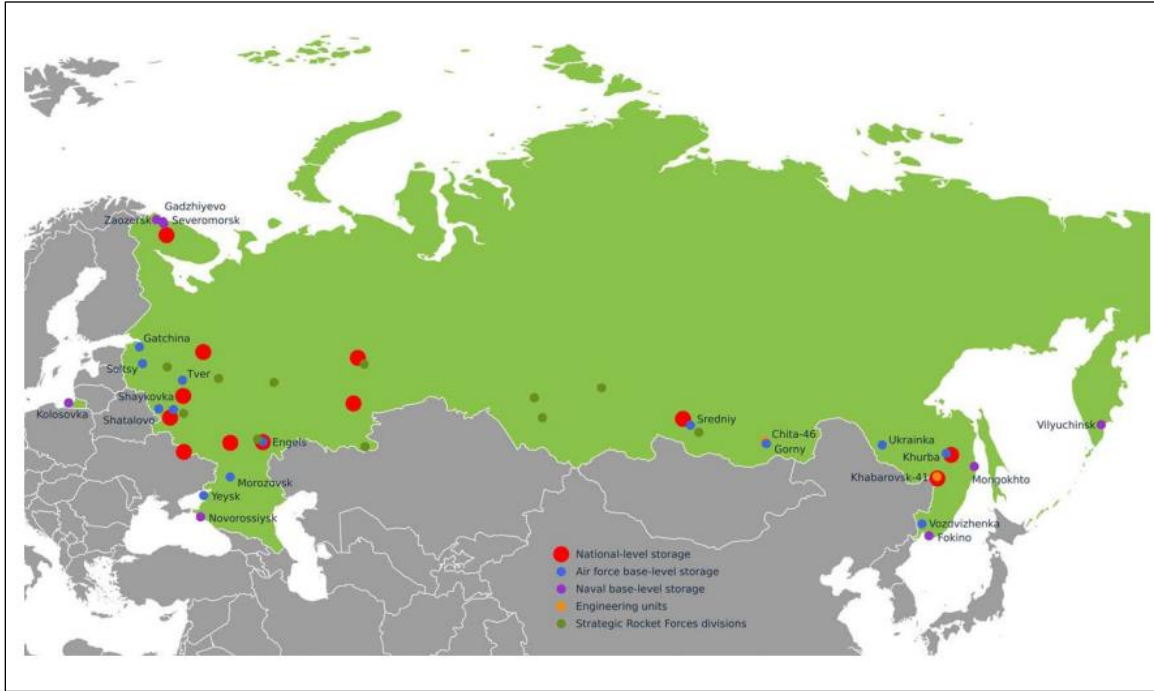 Gadzhiyevo
Zaozersk
Severomorsk
Gatchina
Soltsy
Tver
Shaykovka
Kolosovka
Shatalovo
Engels
Morozovsk
Yeysk
Novorossiysk
Sredniy
Chita-46
Gorny
Ukrainka
Khurba
Vilyuchinsk
Khabarovsk-41
Mongokhto
Vozdvizhenka
Fokino
National-level storage
Air force base-level storage
Naval base-level storage
Engineering units
Strategic Rocket Forces divisions